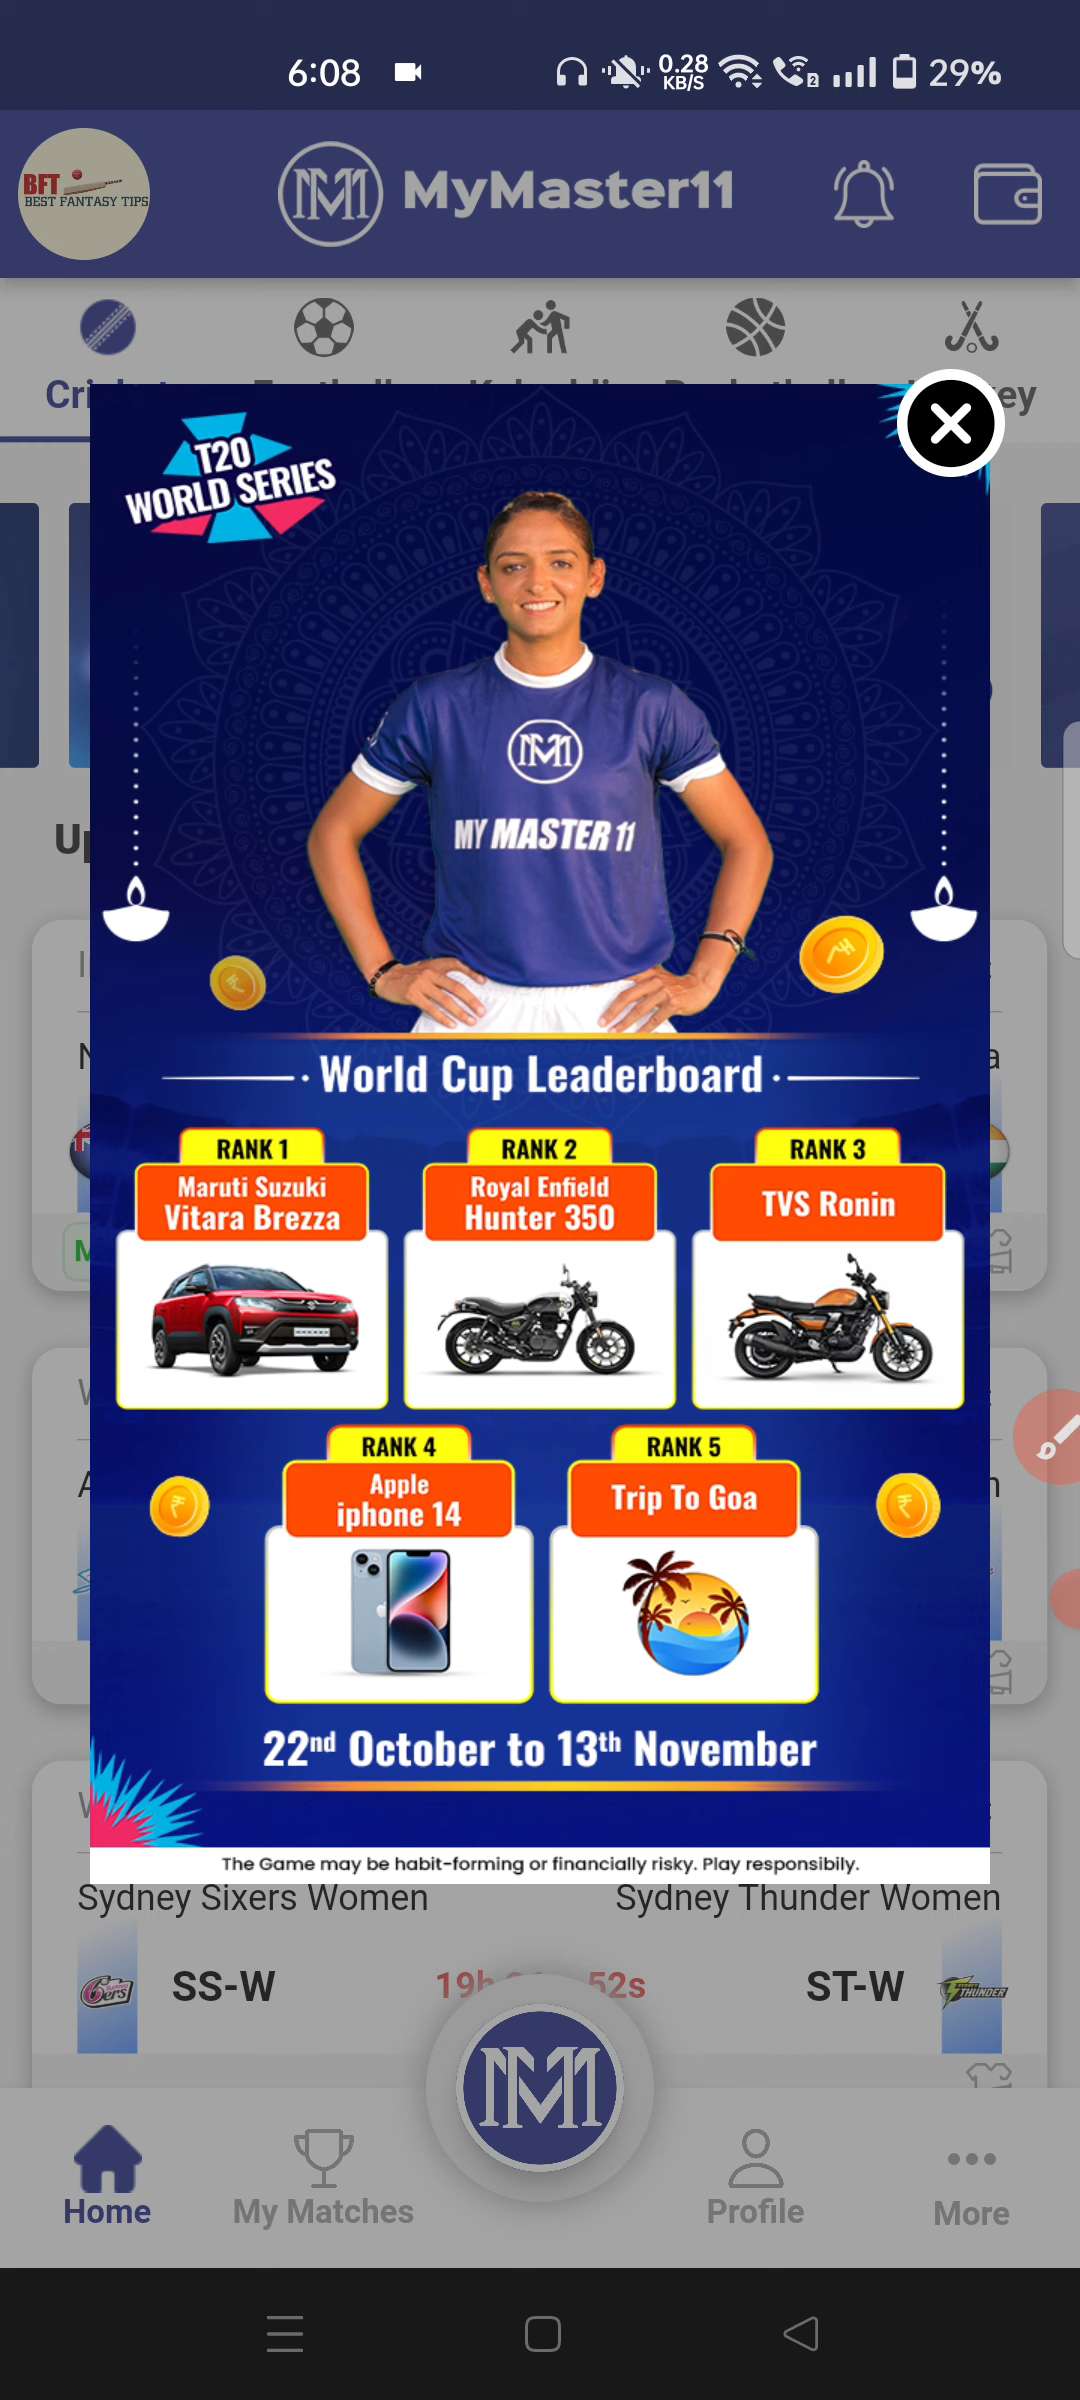 6:08
0.28
KB/S
2
29%
BFT
BEST FANTASY TIPS
MyMaster11
T20
WORLD SERIES
MY MASTER 11
World Cup Leaderboard
RANK 1
RANK 2
RANK 3
Maruti Suzuki
Vitara Brezza
Royal Enfield
Hunter 350
TVS Ronin
RANK 4
RANK 5
Apple
iphone 14
Trip To Goa
22nd October to 13th November
The Game may be habit-forming or financially risky. Play responsibily.
Sydney Sixers Women
Sydney Thunder Women
6ers
SS-W
19h
52s
ST-W
THUNDER
Home
My Matches
Profile
More